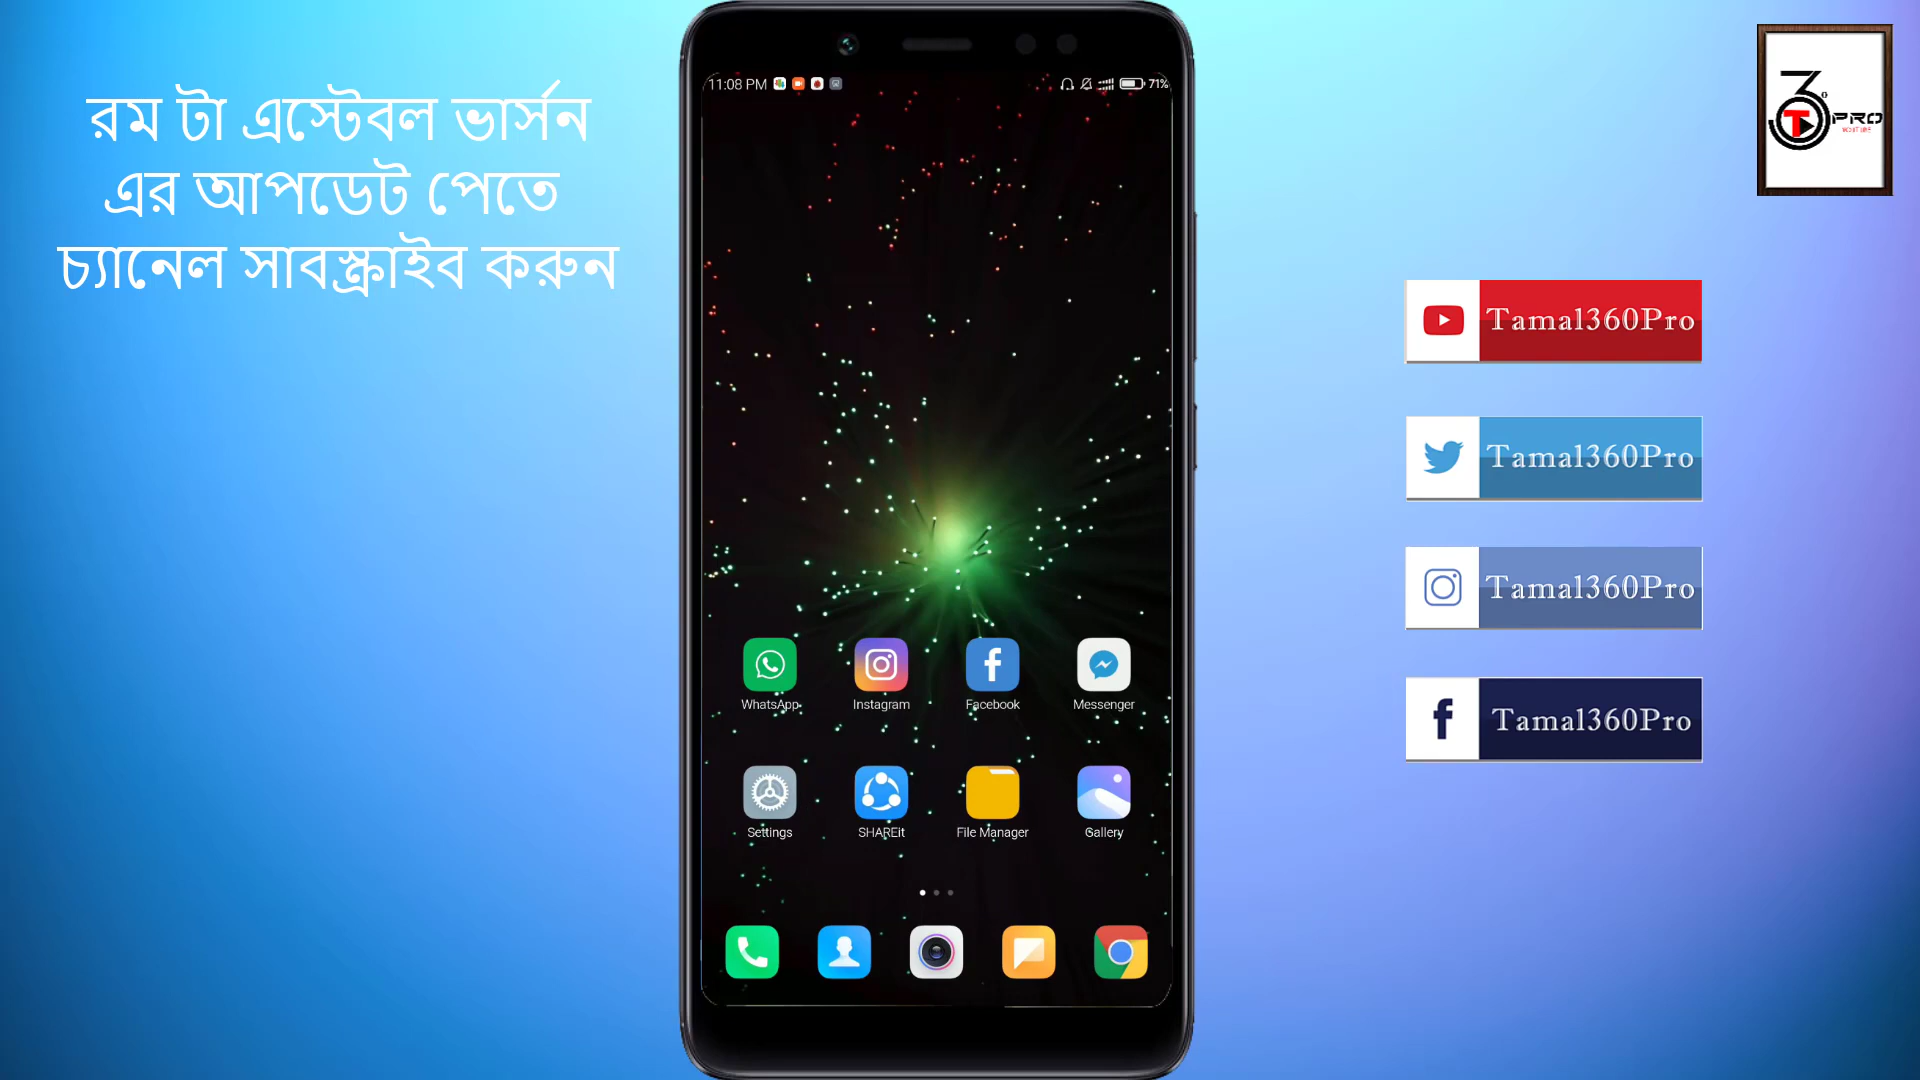 রম টা এস্টেবল ভার্সন
এর আপডেট পেতে
চ্যানেল সাবস্ক্রাইব করুন
11:08 PM
71%
WhatsApp
Instagram
Facebook
Messenger
Settings
SHAREit
File Manager
Gallery
3
T PRO
Tamal360Pro
Tamal360Pro
Tamal360Pro
Tamal360Pro